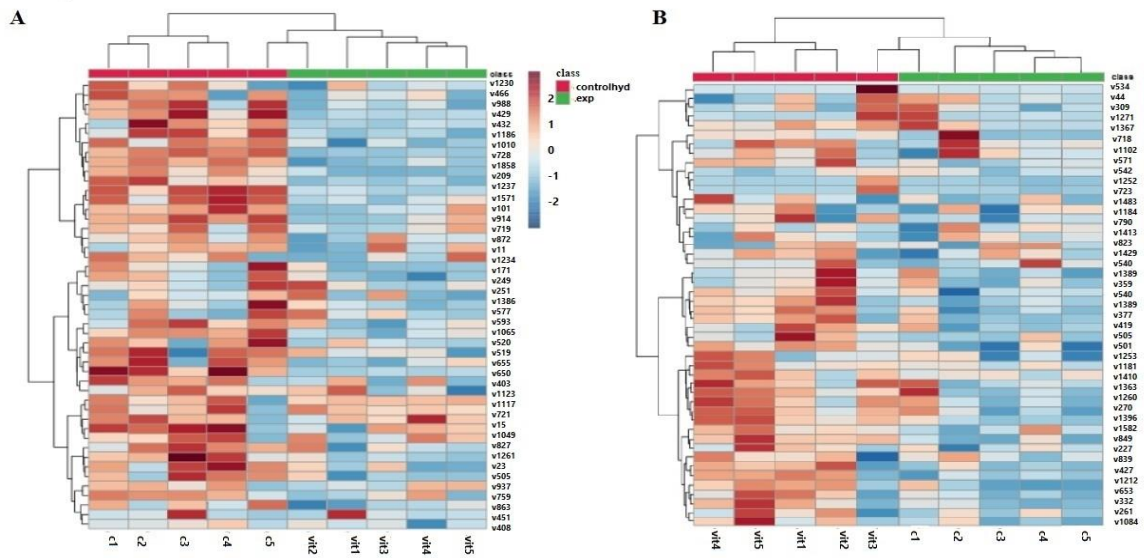 A
class
v1230
v466
v988
v429
v432
v1186
v1010
v728
v1858
v209
v1237
v1571
v101
v914
v719
v872
v11
v1234
v171
v249
v251
v1386
v577
v593
v1065
v520
v519
v655
v650
v403
v1123
v1117
v721
v15
v1049
v827
v1261
v23
v505
v937
v759
v863
v451
v408
c1 c2 c3 c4 c5 vit2 vit1 vit3 vit4 vit5
class
controlhyd
.exp
2
1
0
-1
-2
B
class
v534
v44
v309
v1271
v1367
v718
v1102
v571
v542
v1252
v723
v1483
v1184
v790
v1413
v823
v1429
v540
v1389
v359
v540
v1389
v377
v419
v505
v501
v1253
v1181
v1410
v1363
v1260
v270
v1396
v1582
v849
v227
v839
v427
v1212
v653
v332
v261
v1084
vit4 vit5 vit1 vit2 vit3 c1 c2 c3 c4 c5